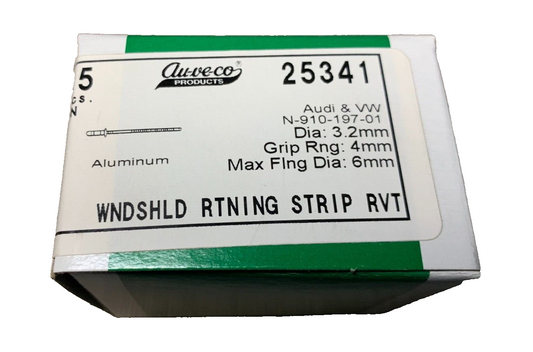 5
au-ve-co
PRODUCTS
25341
cs.
N
Audi & VW
N-910-197-01
Dia: 3.2mm
Grip Rng: 4mm
Max Flng Dia: 6mm
Aluminum
WNDSHLD RTNING STRIP RVT